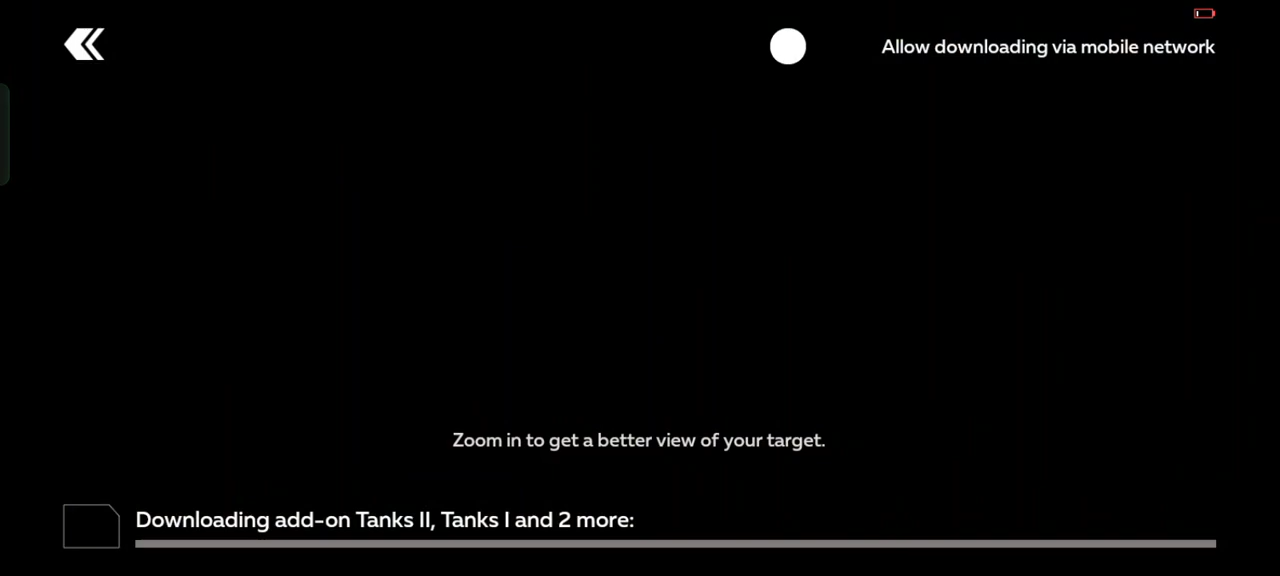 Allow downloading via mobile network
Zoom in to get a better view of your target.
Downloading add-on Tanks II, Tanks I and 2 more: